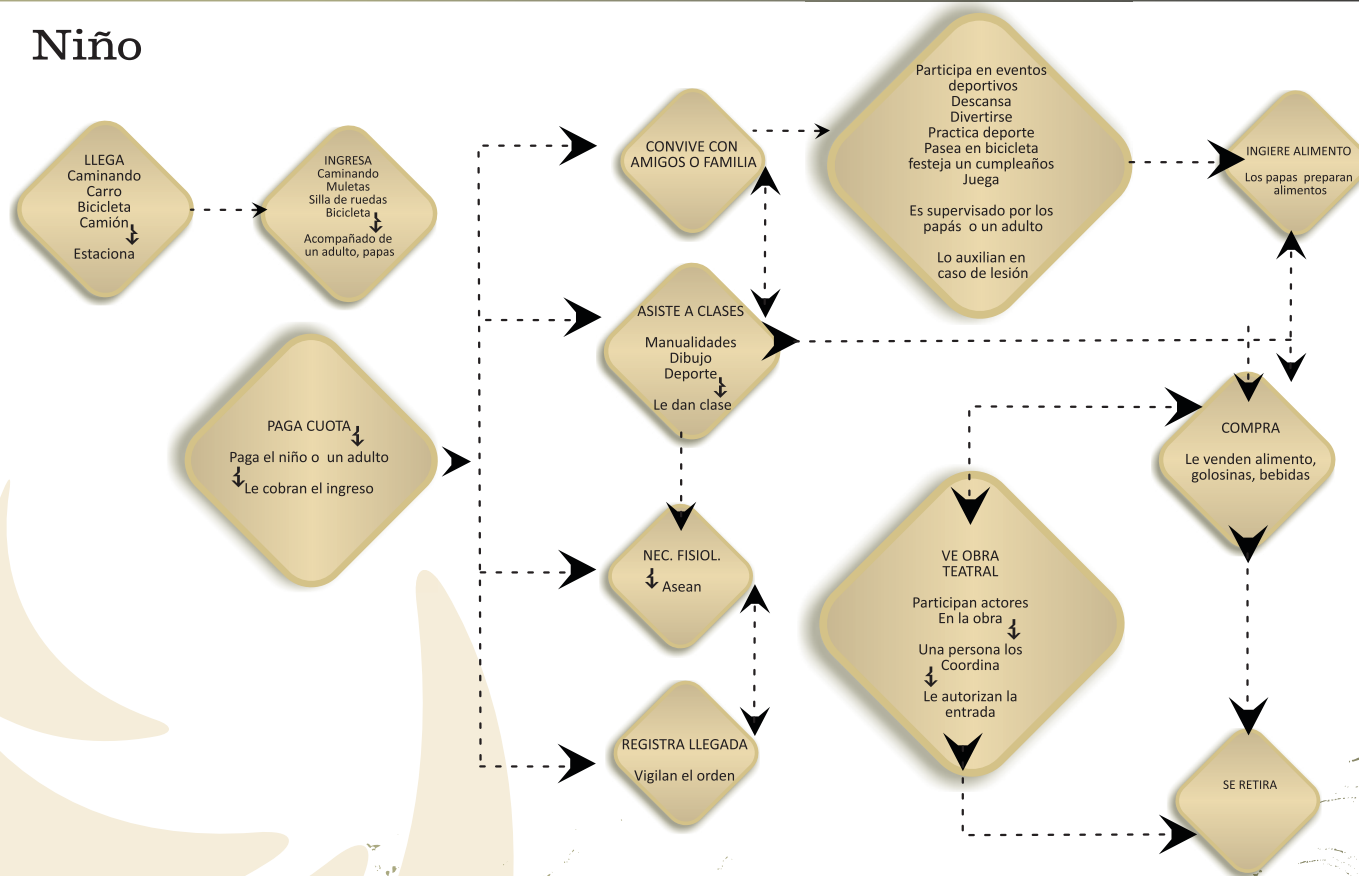 Niño
LLEGA
Caminando
Carro
Bicicleta
Camión
Estaciona
INGRESA
Caminando
Muletas
Silla de ruedas
Bicicleta
Acompañado de
un adulto, papas
PAGA CUOTA
Paga el niño o un adulto
Le cobran el ingreso
CONVIVE CON
AMIGOS O FAMILIA
ASISTE A CLASES
Manualidades
Dibujo
Deporte
Le dan clase
NEC. FISIOL.
Asean
REGISTRA LLEGADA
Vigilan el orden
Participa en eventos
deportivos
Descansa
Divertirse
Practica deporte
Pasea en bicicleta
festeja un cumpleaños
Juega
Es supervisado por los
papás o un adulto
Lo auxilian en
caso de lesión
INGIERE ALIMENTO
Los papas preparan
alimentos
COMPRA
Le venden alimento,
golosinas, bebidas
VE OBRA
TEATRAL
Participan actores
En la obra
Una persona los
Coordina
Le autorizan la
entrada
SE RETIRA